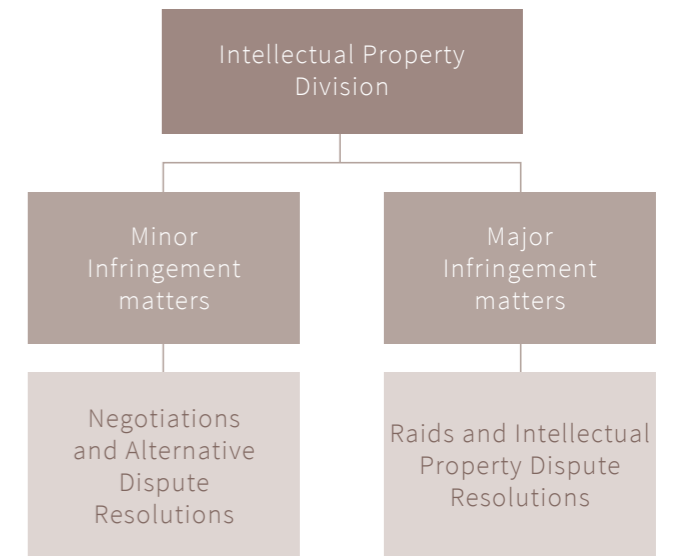 Intellectual Property
Division
Minor
Infringement
matters
Major
Infringement
matters
Negotiations
and Alternative
Dispute
Resolutions
Raids and Intellectual
Property Dispute
Resolutions